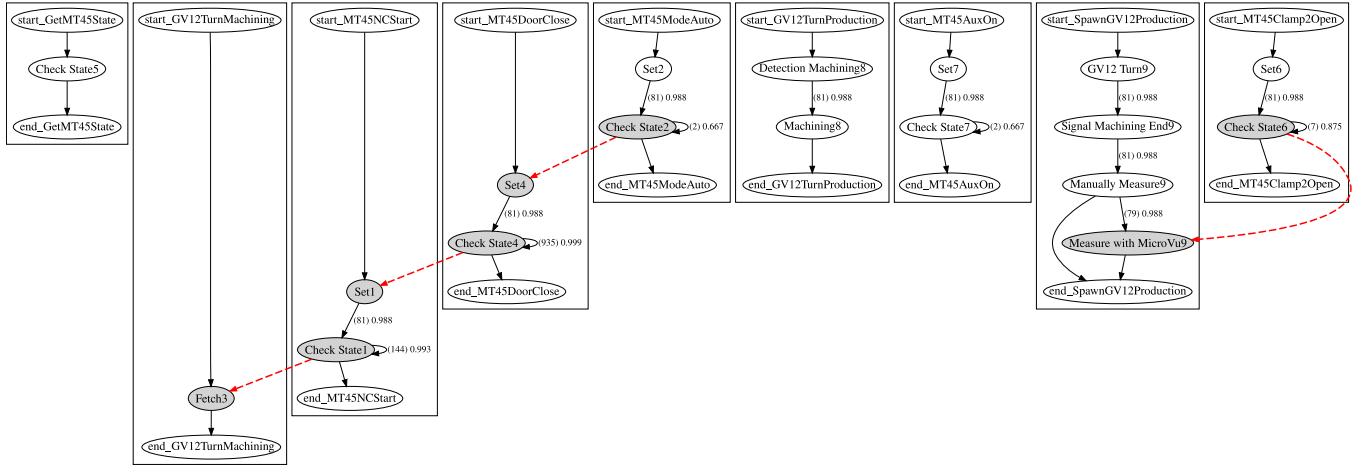 start_GetMT45State
Check State5
end_GetMT45State
start_GV12TurnMachining
Fetch3
end_GV12TurnMachining
start_MT45NCStart
Set1
(81) 0.988
Check State1
(144) 0.993
end_MT45NCStart
start_MT45DoorClose
Set4
(81) 0.988
Check State4
(935) 0.999
end_MT45DoorClose
start_MT45ModeAuto
Set2
(81) 0.988
Check State2
(2) 0.667
end_MT45ModeAuto
start_GV12TurnProduction
Detection Machining8
(81) 0.988
Machining8
end_GV12TurnProduction
start_MT45AuxOn
Set7
(81) 0.988
Check State7
(2) 0.667
end_MT45AuxOn
start_SpawnGV12Production
GV12 Turn9
(81) 0.988
Signal Machining End9
(81) 0.988
Manually Measure9
(79) 0.988
Measure with MicroVu9
end_SpawnGV12Production
start_MT45Clamp2Open
Set6
(81) 0.988
Check State6
(7) 0.875
end_MT45Clamp2Open